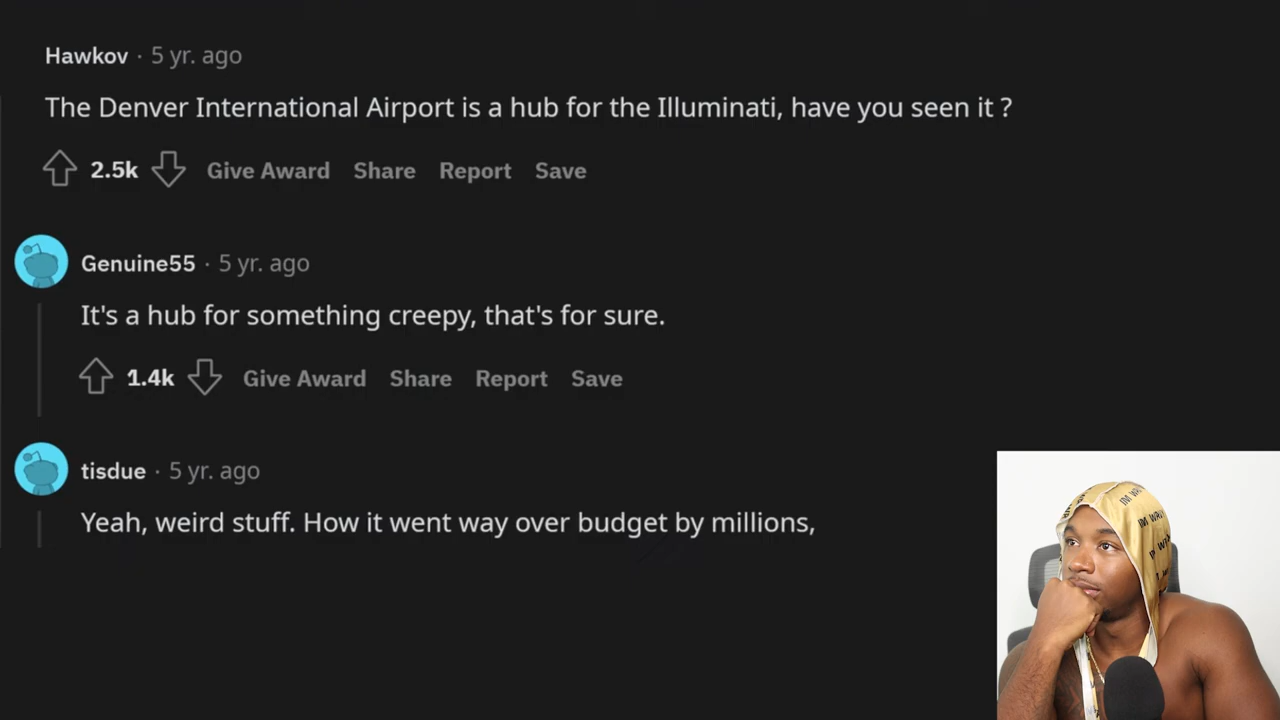 Hawkov · 5 yr. ago
The Denver International Airport is a hub for the Illuminati, have you seen it ?
2.5k Give Award Share Report Save
Genuine55 · 5 yr. ago
It's a hub for something creepy, that's for sure.
1.4k Give Award Share Report Save
tisdue · 5 yr. ago
Yeah, weird stuff. How it went way over budget by millions,